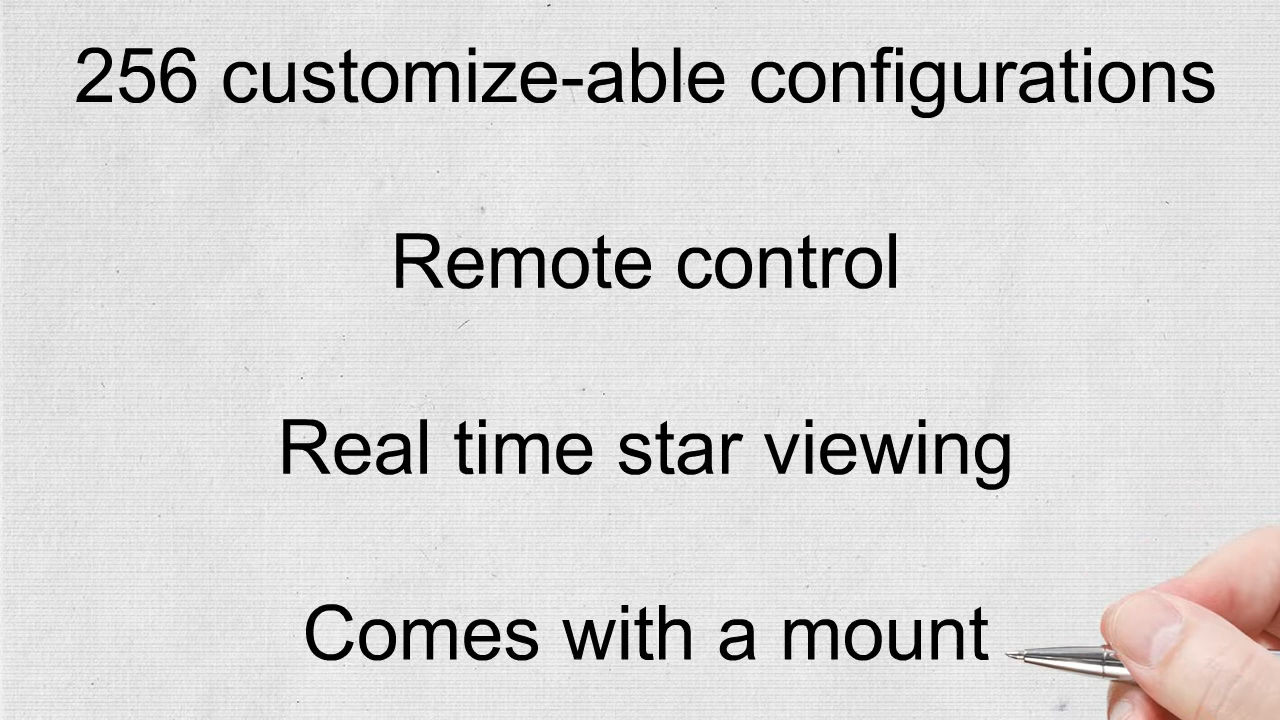 256 customize-able configurations
Remote control
Real time star viewing
Comes with a mount